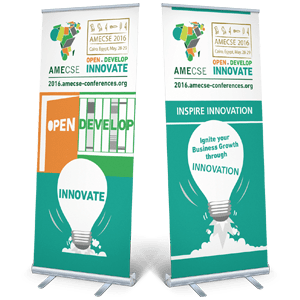 AMECSE 2016
Cairo, Egypt, May, 28-29
AMECSE
OPEN DEVELOP
INNOVATE
2016.amecse-conferences.org
OPEN DEVELOP
INNOVATE
AMECSE 2016
Cairo, Egypt, May, 28-29
AMECSE
OPEN DEVELOP
INNOVATE
2016.amecse-conferences.org
INSPIRE INNOVATION
Ignite your
Business Growth
through
INNOVATION